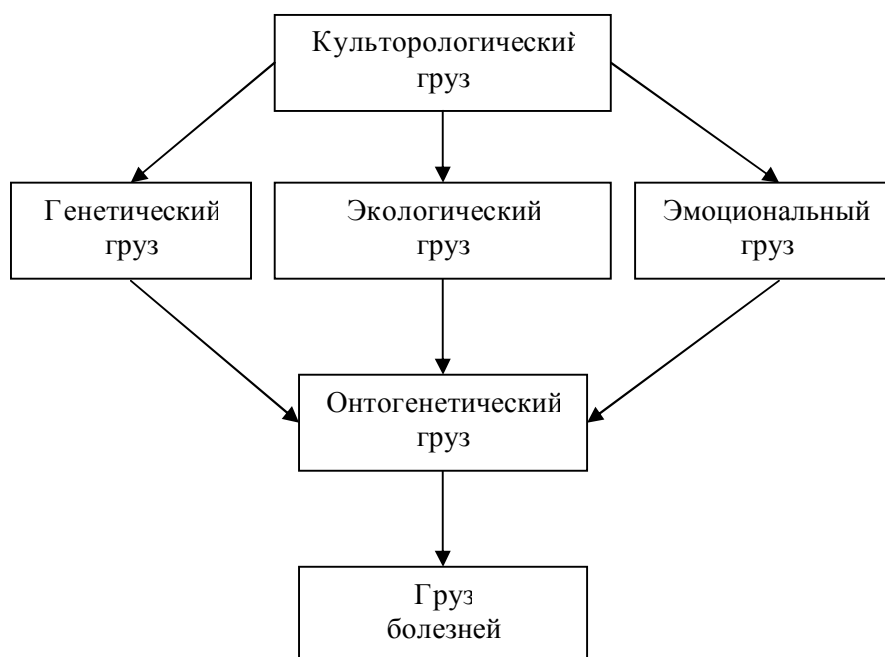 Культорологический
груз
Генетический
груз
Экологический
груз
Эмоциональный
груз
Онтогенетический
груз
Груз
болезней